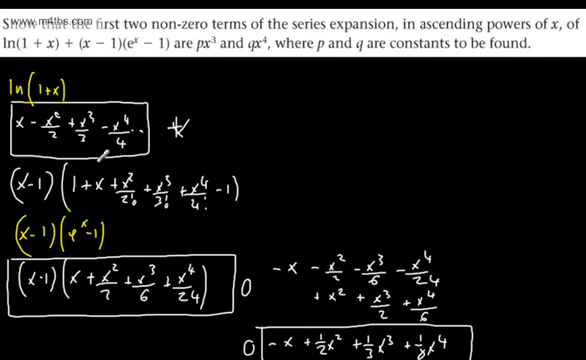 Show that the first two non-zero terms of the series expansion, in ascending powers of x, of
www.m4ths.com
ln(1 + x) + (x − 1)(eˣ − 1) are px³ and qx⁴, where p and q are constants to be found.
ln(1+x)
x - x²/2 + x³/3 - x⁴/4 ..
(x-1)(1 + x + x²/2! + x³/3! + x⁴/4! - 1)
(x-1)(eˣ-1)
(x-1)(x + x²/2 + x³/6 + x⁴/24)
- x - x²/2 - x³/6 - x⁴/24
+ x² + x³/2 + x⁴/6
- x + 1/2x² + 1/3x³ + 1/8x⁴